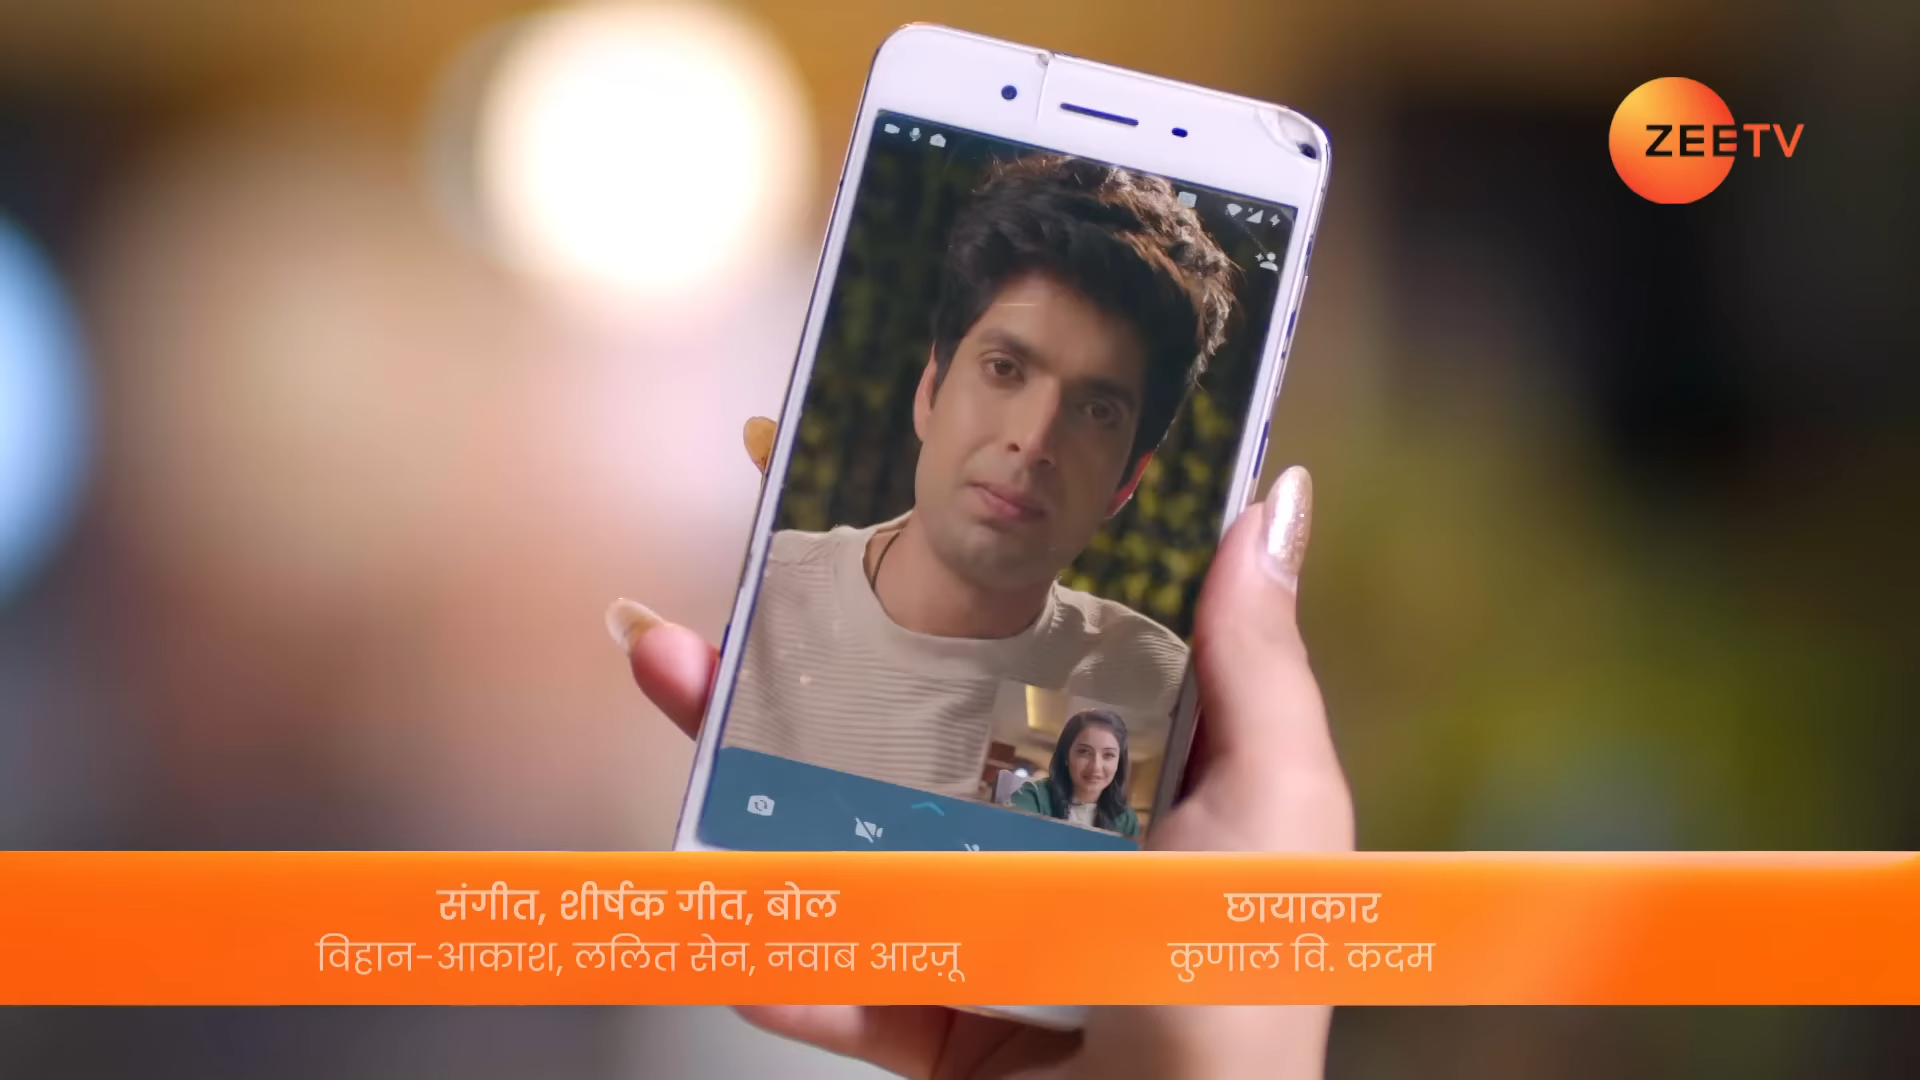 ZEETV
संगीत, शीर्षक गीत, बोल
विहान-आकाश, ललित सेन, नवाब आरज़ू
छायाकार
कुणाल वि. कदम